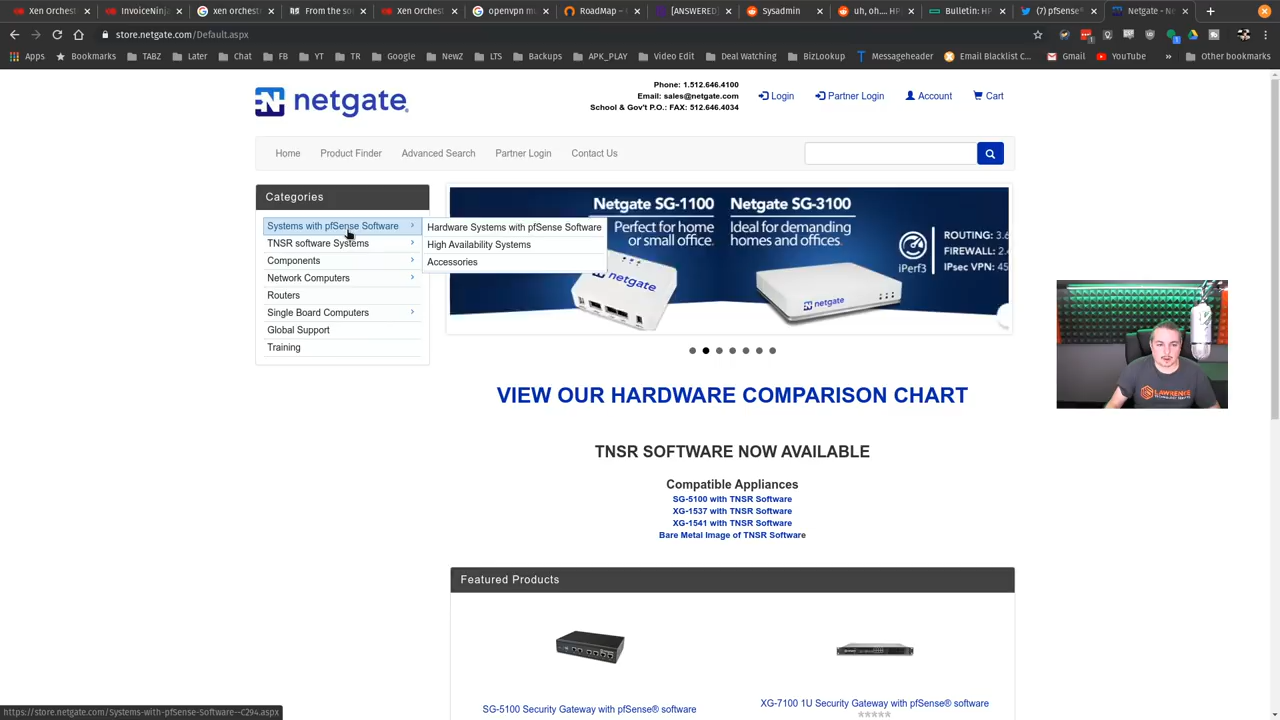 xen Orchest
InvoiceNinj
xen orchest
From the so
Xen Orchest
openvpn m
RoadMap –
[ANSWERED]
Sysadmin
uh, oh.... HP
Bulletin: HP
(7) pfSense®
Netgate - Ne
store.netgate.com/Default.aspx
Apps
Bookmarks
TABZ
Later
Chat
FB
YT
TR
Google
NewZ
LTS
Backups
APK_PLAY
Video Edit
Deal Watching
BizLookup
Messageheader
Email Blacklist C...
Gmail
YouTube
»
Other bookmarks
netgate®
Phone: 1.512.646.4100
Email: sales@netgate.com
School & Gov't P.O.: FAX: 512.646.4034
Login
Partner Login
Account
Cart
Home
Product Finder
Advanced Search
Partner Login
Contact Us
Categories
Systems with pfSense Software
TNSR software Systems
Components
Network Computers
Routers
Single Board Computers
Global Support
Training
Hardware Systems with pfSense Software
High Availability Systems
Accessories
Netgate SG-1100
Perfect for home
or small office.
Netgate SG-3100
Ideal for demanding
homes and offices.
iPerf3
ROUTING: 3.6
FIREWALL: 2.
IPsec VPN: 45
netgate
netgate
VIEW OUR HARDWARE COMPARISON CHART
TNSR SOFTWARE NOW AVAILABLE
Compatible Appliances
SG-5100 with TNSR Software
XG-1537 with TNSR Software
XG-1541 with TNSR Software
Bare Metal Image of TNSR Software
Featured Products
SG-5100 Security Gateway with pfSense® software
XG-7100 1U Security Gateway with pfSense® software
LAWRENCE
https://store.netgate.com/Systems-with-pfSense-Software--C294.aspx